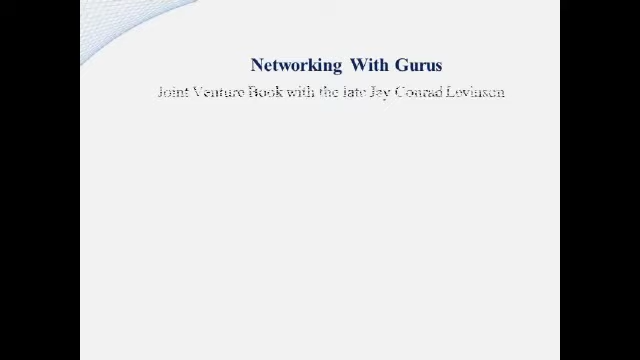 Networking With Gurus
Joint Venture Book with the late Jay Conrad Levinson